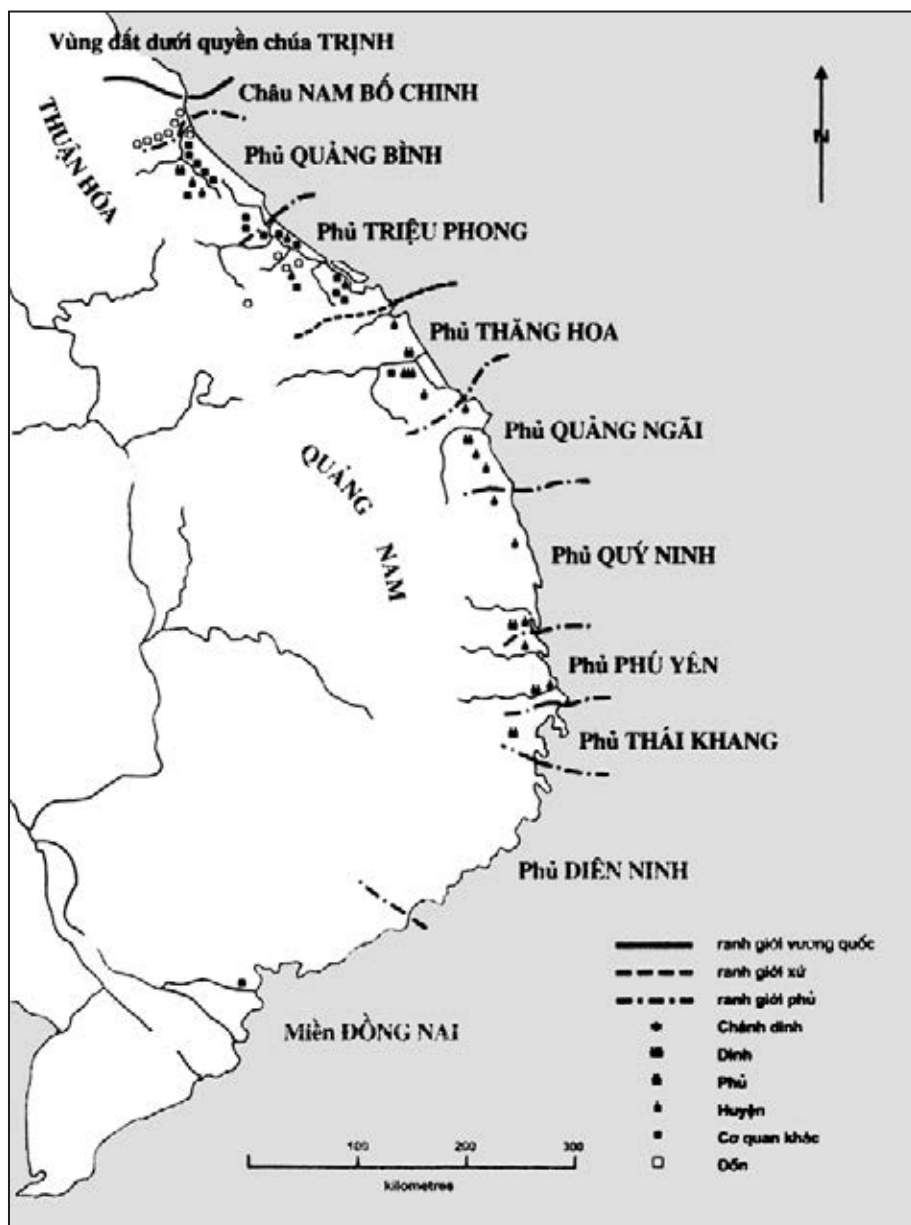 Vùng đất dưới quyền chúa TRỊNH
Châu NAM BỐ CHINH
THUẬN HÓA
N
Phủ QUẢNG BÌNH
Phủ TRIỆU PHONG
Phủ THĂNG HOA
Phủ QUẢNG NGÃI
QUẢNG NAM
Phủ QUÝ NINH
Phủ PHÚ YÊN
Phủ THÁI KHANG
Phủ DIÊN NINH
Miền ĐỒNG NAI
ranh giới vương quốc
ranh giới xứ
ranh giới phủ
Chánh dinh
Dinh
Phủ
Huyện
Cơ quan khác
Đồn
100 200 300
kilometres